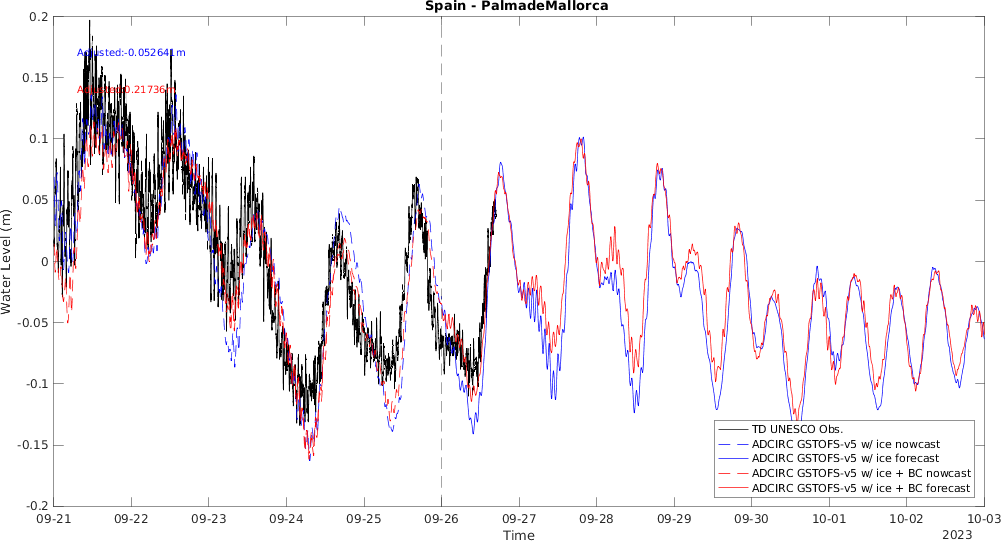 Spain - PalmadeMallorca
0.2
0.15
0.1
0.05
0
-0.05
-0.1
-0.15
-0.2
Water Level (m)
Adjusted:-0.052641m
Adjusted:0.21736m
TD UNESCO Obs.
ADCIRC GSTOFS-v5 w/ ice nowcast
ADCIRC GSTOFS-v5 w/ ice forecast
ADCIRC GSTOFS-v5 w/ ice + BC nowcast
ADCIRC GSTOFS-v5 w/ ice + BC forecast
09-21 09-22 09-23 09-24 09-25 09-26 09-27 09-28 09-29 09-30 10-01 10-02 10-03
Time
2023